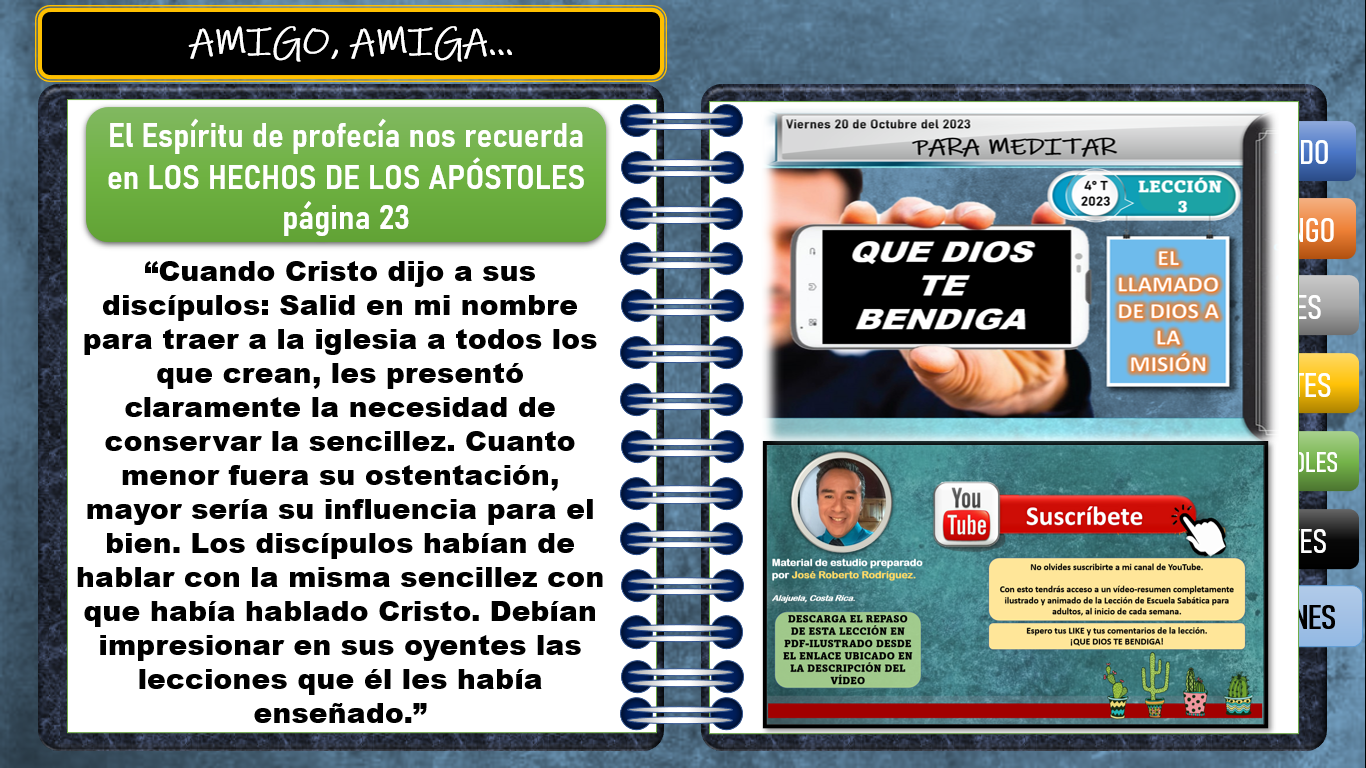 AMIGO, AMIGA...
El Espíritu de profecía nos recuerda
en LOS HECHOS DE LOS APÓSTOLES
página 23
“Cuando Cristo dijo a sus
discípulos: Salid en mi nombre
para traer a la iglesia a todos los
que crean, les presentó
claramente la necesidad de
conservar la sencillez. Cuanto
menor fuera su ostentación,
mayor sería su influencia para el
bien. Los discípulos habían de
hablar con la misma sencillez con
que había hablado Cristo. Debían
impresionar en sus oyentes las
lecciones que él les había
enseñado.”
Viernes 20 de Octubre del 2023
PARA MEDITAR
4º T
2023
LECCIÓN
3
QUE DIOS
TE
BENDIGA
EL
LLAMADO
DE DIOS A
LA
MISIÓN
You
Tube
Suscríbete
Material de estudio preparado
por José Roberto Rodríguez.
Alajuela, Costa Rica.
DESCARGA EL REPASO
DE ESTA LECCIÓN EN
PDF-ILUSTRADO DESDE
EL ENLACE UBICADO EN
LA DESCRIPCIÓN DEL
VÍDEO
No olvides suscribirte a mi canal de YouTube.
Con esto tendrás acceso a un vídeo-resumen completamente
ilustrado y animado de la Lección de Escuela Sabática para
adultos, al inicio de cada semana.
Espero tus LIKE y tus comentarios de la lección.
¡QUE DIOS TE BENDIGA!
DO
NGO
ES
TES
OLES
ES
NES